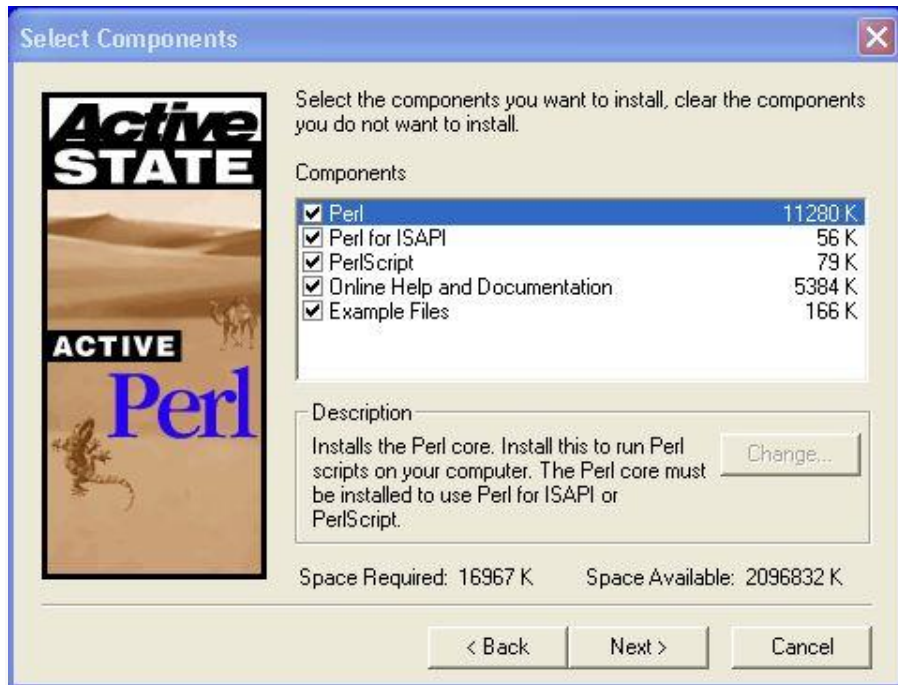 Select Components
Active
STATE
ACTIVE
Perl
Select the components you want to install, clear the components
you do not want to install.
Components
Perl 11280 K
Perl for ISAPI 56 K
PerlScript 79 K
Online Help and Documentation 5384 K
Example Files 166 K
Description
Installs the Perl core. Install this to run Perl
scripts on your computer. The Perl core must
be installed to use Perl for ISAPI or
PerlScript.
Change...
Space Required: 16967 K Space Available: 2096832 K
< Back Next > Cancel